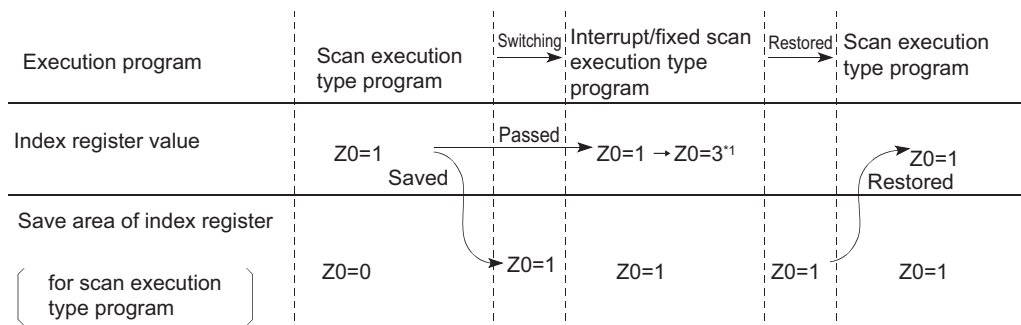 Execution program
Scan execution
type program
Switching
Interrupt/fixed scan
execution type
program
Restored
Scan execution
type program
Index register value
Z0=1
Saved
Passed
Z0=1 → Z0=3*1
Z0=1
Restored
Save area of index register
for scan execution
type program
Z0=0
Z0=1
Z0=1
Z0=1
Z0=1